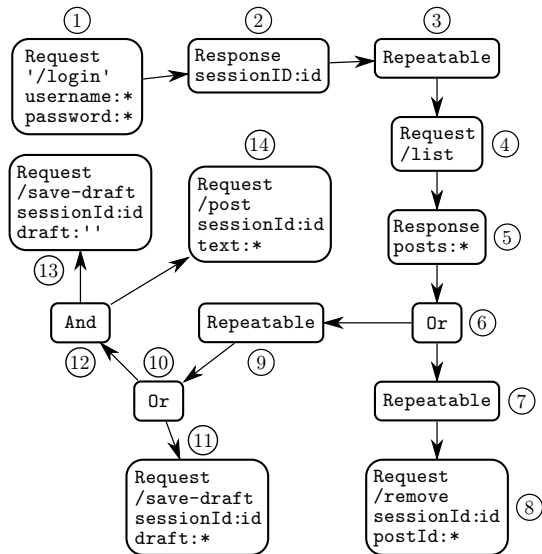 1
Request
'/login'
username:*
password:*
2
Response
sessionID:id
3
Repeatable
4
Request
/list
5
Response
posts:*
6
Or
7
Repeatable
8
Request
/remove
sessionId:id
postId:*
9
Repeatable
10
Or
11
Request
/save-draft
sessionId:id
draft:*
12
And
13
Request
/save-draft
sessionId:id
draft:''
14
Request
/post
sessionId:id
text:*